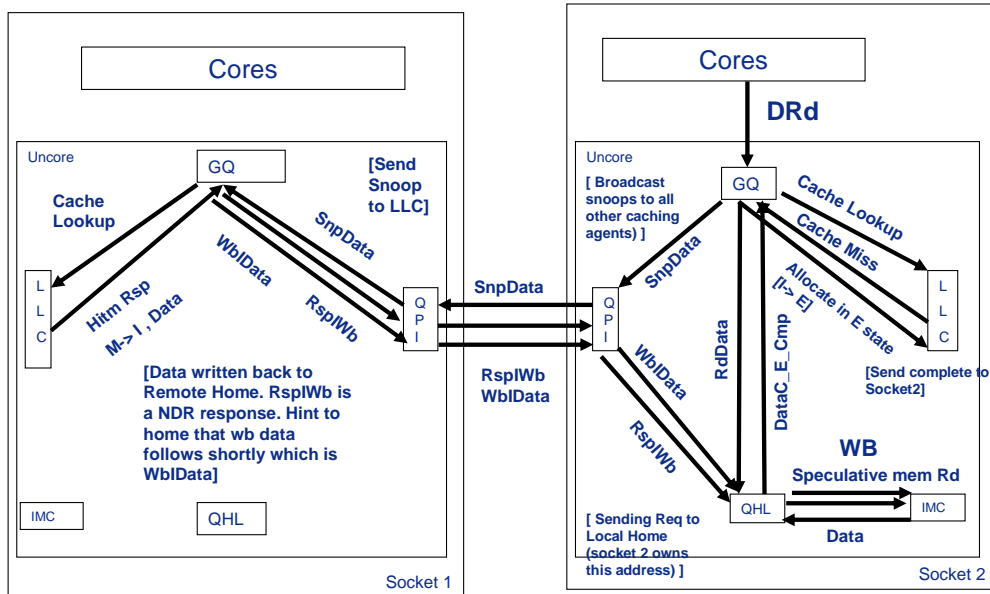 Cores
Uncore
GQ
[Send
Snoop
to LLC]
Cache
Lookup
SnpData
WbIData
RspIWb
L
L
C
Hitm Rsp
M-> I , Data
Q
P
I
[Data written back to
Remote Home. RspIWb is
a NDR response. Hint to
home that wb data
follows shortly which is
WbIData]
IMC
QHL
Socket 1
SnpData
RspIWb
WbIData
Cores
DRd
Uncore
GQ
[ Broadcast
snoops to all
other caching
agents) ]
Cache Lookup
Cache Miss
SnpData
Allocate in E state
[I-> E]
L
L
C
Q
P
I
WbIData
RspIWb
RdData
DataC_E_Cmp
[Send complete to
Socket2]
WB
Speculative mem Rd
QHL
IMC
Data
[ Sending Req to
Local Home
(socket 2 owns
this address) ]
Socket 2